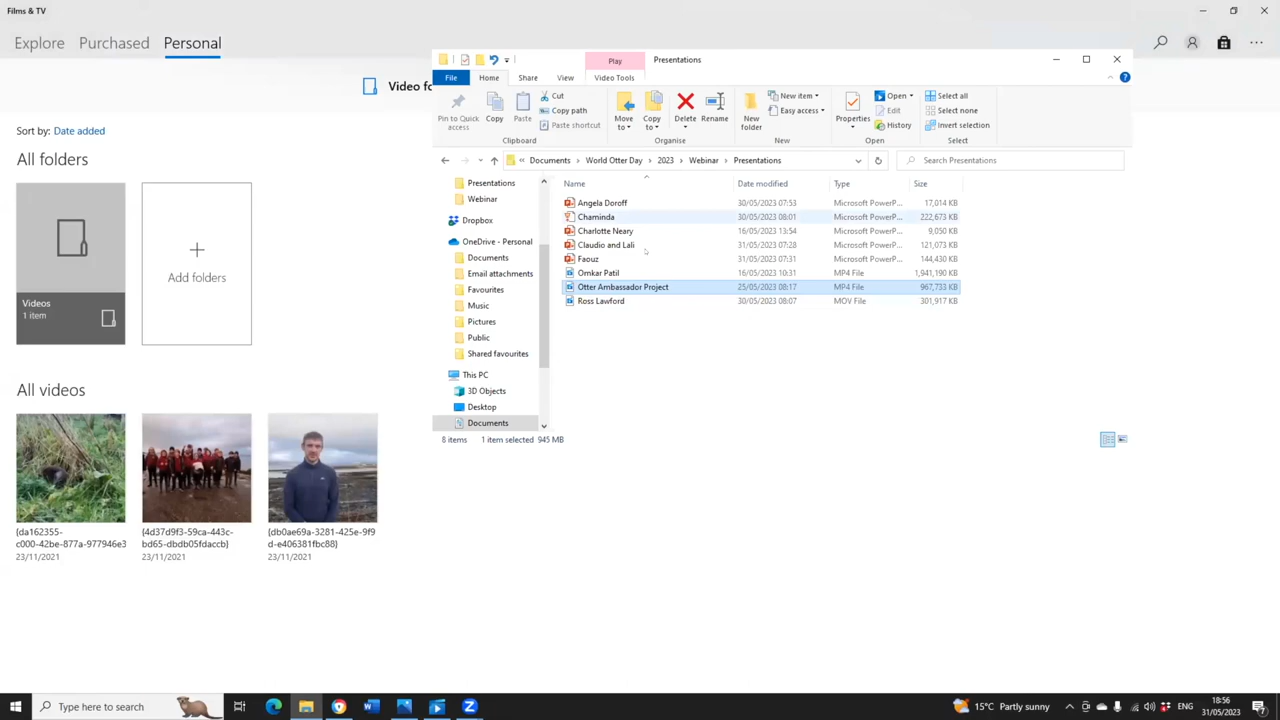 Films & TV
Explore Purchased Personal
Video fo
Sort by: Date added
All folders
Videos
1 item
Add folders
All videos
{da162355-
c000-42be-877a-977946e3
23/11/2021
{4d37d9f3-59ca-443c-
bd65-dbdb05fdaccb}
23/11/2021
{db0ae69a-3281-425e-9f9
d-e406381fbc88}
23/11/2021
Play Presentations
File Home Share View Video Tools
Pin to Quick
access
Copy
Paste
Cut
Copy path
Paste shortcut
Clipboard
Move
to
Copy
to
Delete
Rename
Organise
New
folder
New item
Easy access
New
Properties
Open
Edit
History
Open
Select all
Select none
Invert selection
Select
« Documents > World Otter Day > 2023 > Webinar > Presentations
Search Presentations
Presentations
Webinar
Dropbox
OneDrive - Personal
Documents
Email attachments
Favourites
Music
Pictures
Public
Shared favourites
This PC
3D Objects
Desktop
Documents
Name Date modified Type Size
Angela Doroff 30/05/2023 07:53 Microsoft PowerP... 17,014 KB
Chaminda 30/05/2023 08:01 Microsoft PowerP... 222,673 KB
Charlotte Neary 16/05/2023 13:54 Microsoft PowerP... 9,050 KB
Claudio and Lali 31/05/2023 07:28 Microsoft PowerP... 121,073 KB
Faouz 31/05/2023 07:31 Microsoft PowerP... 144,430 KB
Omkar Patil 16/05/2023 10:31 MP4 File 1,941,190 KB
Otter Ambassador Project 25/05/2023 08:17 MP4 File 967,733 KB
Ross Lawford 30/05/2023 08:07 MOV File 301,917 KB
8 items 1 item selected 945 MB
Type here to search
15°C Partly sunny
ENG
18:56
31/05/2023